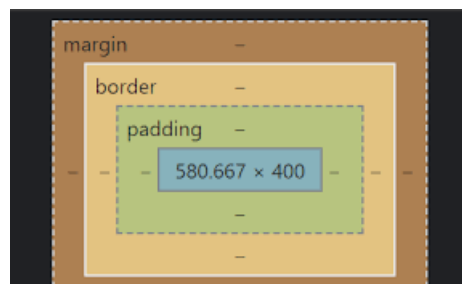 margin –
border –
padding –
– – – 580.667 × 400 – – –
–
–